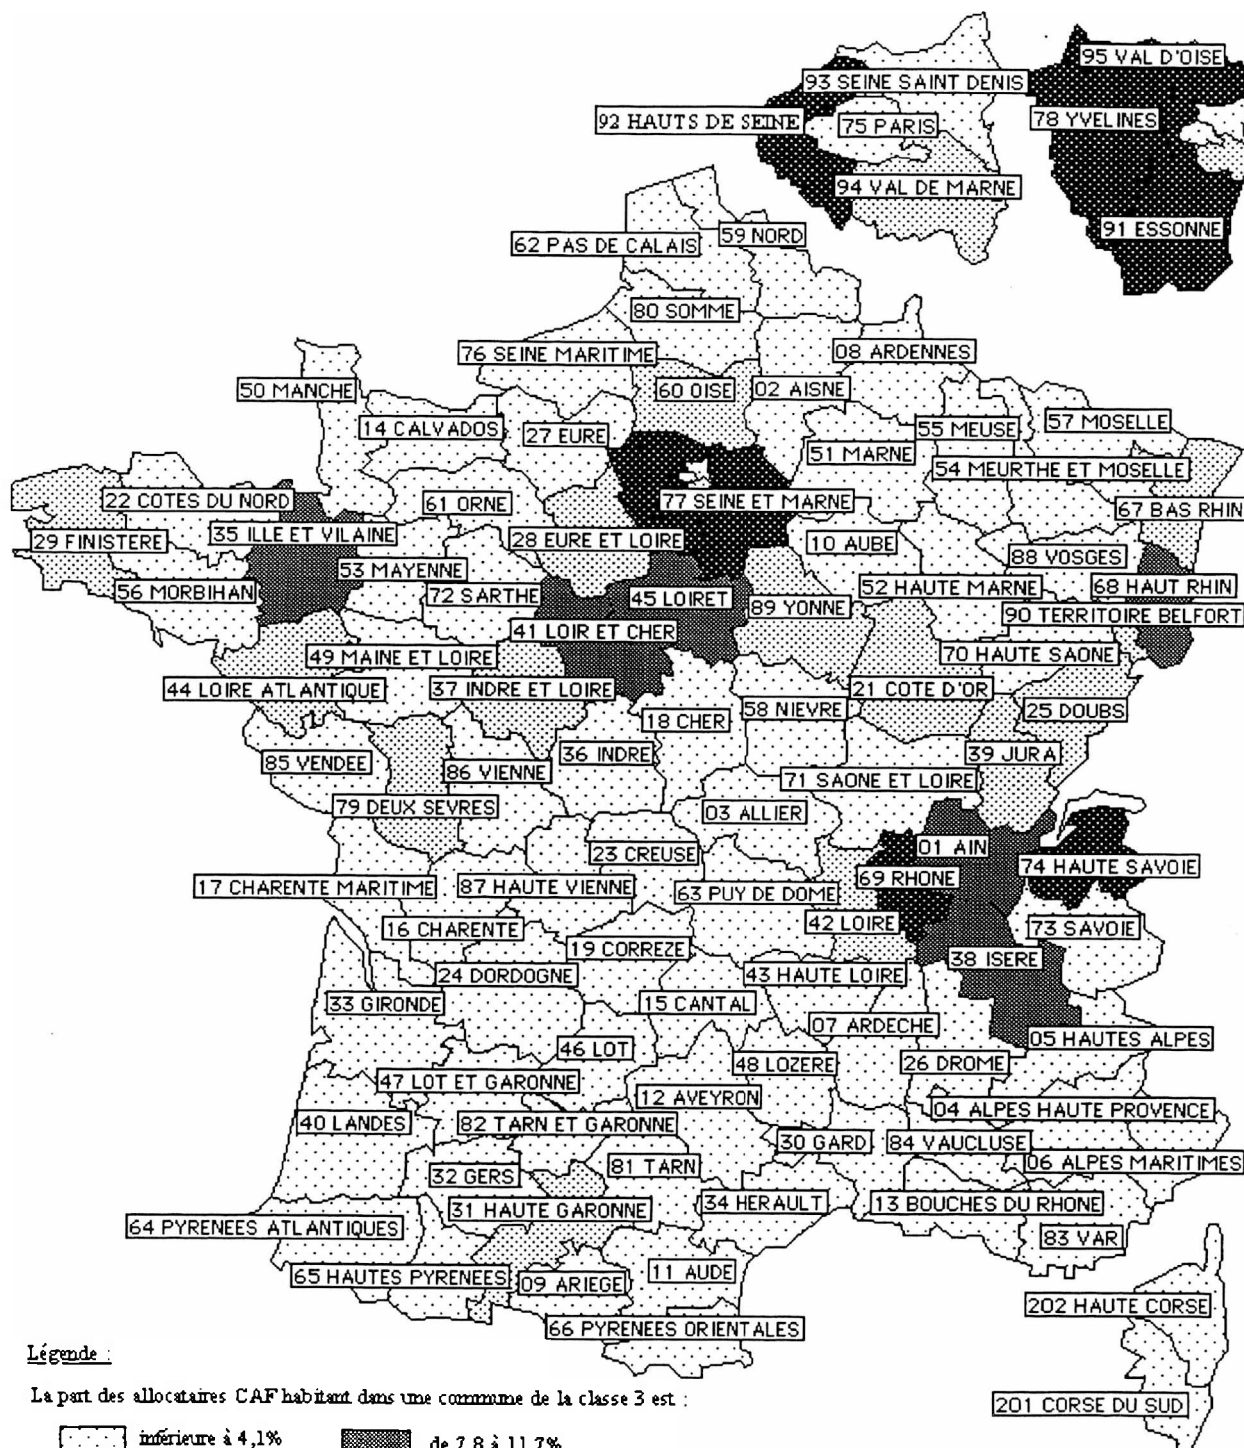 95 VAL D'OISE
93 SEINE SAINT DENIS
92 HAUTS DE SEINE
75 PARIS
78 YVELINES
94 VAL DE MARNE
91 ESSONNE
59 NORD
62 PAS DE CALAIS
80 SOMME
76 SEINE MARITIME
08 ARDENNES
50 MANCHE
60 OISE
02 AISNE
14 CALVADOS
27 EURE
55 MEUSE
57 MOSELLE
51 MARNE
54 MEURTHE ET MOSELLE
22 COTES DU NORD
61 ORNE
77 SEINE ET MARNE
67 BAS RHIN
29 FINISTERE
35 ILLE ET VILAINE
28 EURE ET LOIRE
10 AUBE
88 VOSGES
53 MAYENNE
56 MORBIHAN
72 SARTHE
45 LOIRET
89 YONNE
52 HAUTE MARNE
68 HAUT RHIN
90 TERRITOIRE BELFORT
41 LOIR ET CHER
49 MAINE ET LOIRE
70 HAUTE SAONE
44 LOIRE ATLANTIQUE
37 INDRE ET LOIRE
21 COTE D'OR
18 CHER
58 NIEVRE
25 DOUBS
85 VENDEE
86 VIENNE
36 INDRE
39 JURA
71 SAONE ET LOIRE
79 DEUX SEVRES
03 ALLIER
23 CREUSE
01 AIN
74 HAUTE SAVOIE
17 CHARENTE MARITIME
87 HAUTE VIENNE
63 PUY DE DOME
69 RHONE
16 CHARENTE
42 LOIRE
73 SAVOIE
19 CORREZE
38 ISERE
24 DORDOGNE
43 HAUTE LOIRE
33 GIRONDE
15 CANTAL
07 ARDECHE
05 HAUTES ALPES
46 LOT
48 LOZERE
26 DROME
47 LOT ET GARONNE
12 AVEYRON
04 ALPES HAUTE PROVENCE
40 LANDES
82 TARN ET GARONNE
30 GARD
84 VAUCLUSE
81 TARN
06 ALPES MARITIMES
32 GERS
31 HAUTE GARONNE
34 HERAULT
13 BOUCHES DU RHONE
64 PYRENEES ATLANTIQUES
83 VAR
65 HAUTES PYRENEES
09 ARIEGE
11 AUDE
202 HAUTE CORSE
66 PYRENEES ORIENTALES
201 CORSE DU SUD
Légende :
La part des allocataires CAF habitant dans une commune de la classe 3 est :
inférieure à 4,1%
de 7,8 à 11,7%